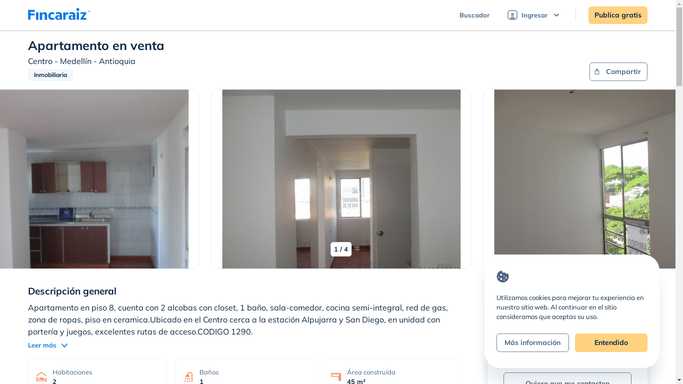 Fincaraiz
Buscador
Ingresar
Publica gratis
Apartamento en venta
Centro - Medellín - Antioquia
Inmobiliaria
Compartir
1 / 4
Descripción general
Apartamento en piso 8, cuenta con 2 alcobas con closet, 1 baño, sala-comedor, cocina semi-integral, red de gas,
zona de ropas, piso en ceramica.Ubicado en el Centro cerca a la estación Alpujarra y San Diego, en unidad con
portería y juegos, excelentes rutas de acceso.CODIGO 1290.
Leer más
Habitaciones
2
Baños
1
Área construida
45 m²
Utilizamos cookies para mejorar tu experiencia en
nuestro sitio web. Al continuar en el sitio
consideramos que aceptas su uso.
Más información
Entendido
Quiero que me contacten